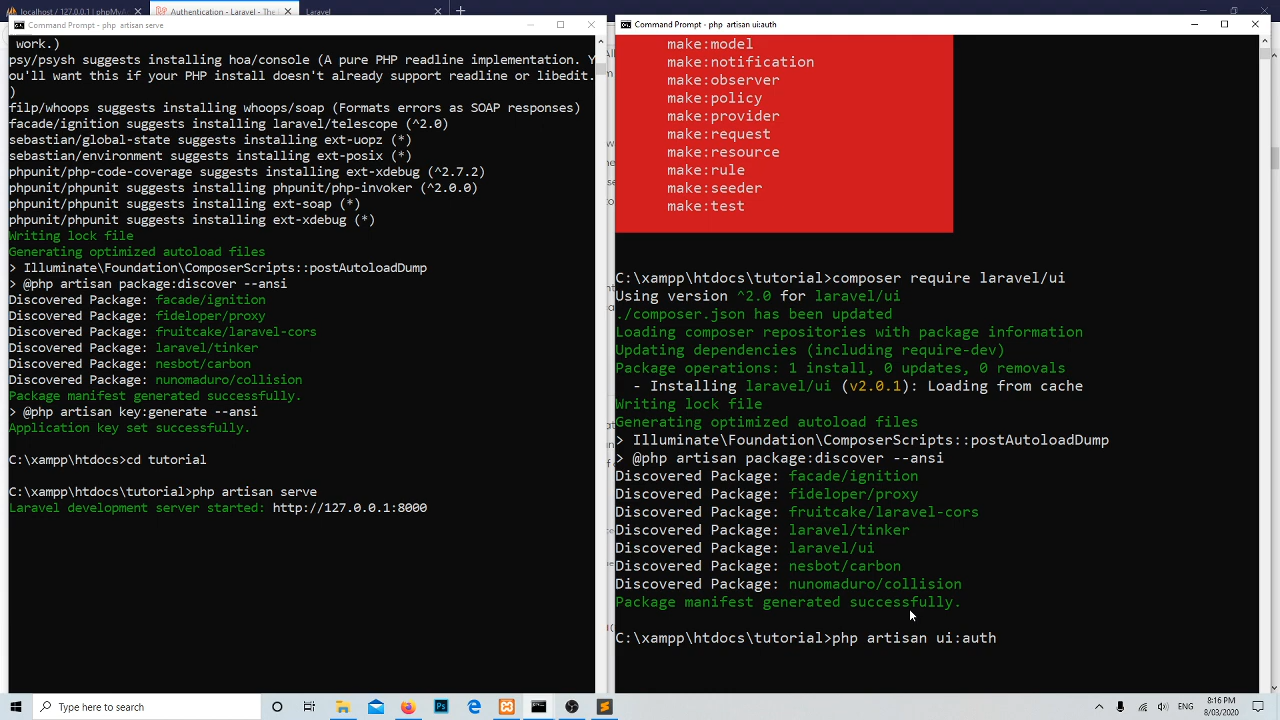 localhost / 127.0.0.1 | phpMyAd
Authentication - Laravel - The
Laravel
Command Prompt - php artisan serve
work.)
psy/psysh suggests installing hoa/console (A pure PHP readline implementation. Y
ou'll want this if your PHP install doesn't already support readline or libedit.
)
filp/whoops suggests installing whoops/soap (Formats errors as SOAP responses)
facade/ignition suggests installing laravel/telescope (^2.0)
sebastian/global-state suggests installing ext-uopz (*)
sebastian/environment suggests installing ext-posix (*)
phpunit/php-code-coverage suggests installing ext-xdebug (^2.7.2)
phpunit/phpunit suggests installing phpunit/php-invoker (^2.0.0)
phpunit/phpunit suggests installing ext-soap (*)
phpunit/phpunit suggests installing ext-xdebug (*)
Writing lock file
Generating optimized autoload files
> Illuminate\Foundation\ComposerScripts::postAutoloadDump
> @php artisan package:discover --ansi
Discovered Package: facade/ignition
Discovered Package: fideloper/proxy
Discovered Package: fruitcake/laravel-cors
Discovered Package: laravel/tinker
Discovered Package: nesbot/carbon
Discovered Package: nunomaduro/collision
Package manifest generated successfully.
> @php artisan key:generate --ansi
Application key set successfully.
C:\xampp\htdocs>cd tutorial
C:\xampp\htdocs\tutorial>php artisan serve
Laravel development server started: http://127.0.0.1:8000
Command Prompt - php artisan ui:auth
make:model
make:notification
make:observer
make:policy
make:provider
make:request
make:resource
make:rule
make:seeder
make:test
C:\xampp\htdocs\tutorial>composer require laravel/ui
Using version ^2.0 for laravel/ui
./composer.json has been updated
Loading composer repositories with package information
Updating dependencies (including require-dev)
Package operations: 1 install, 0 updates, 0 removals
- Installing laravel/ui (v2.0.1): Loading from cache
Writing lock file
Generating optimized autoload files
> Illuminate\Foundation\ComposerScripts::postAutoloadDump
> @php artisan package:discover --ansi
Discovered Package: facade/ignition
Discovered Package: fideloper/proxy
Discovered Package: fruitcake/laravel-cors
Discovered Package: laravel/tinker
Discovered Package: laravel/ui
Discovered Package: nesbot/carbon
Discovered Package: nunomaduro/collision
Package manifest generated successfully.
C:\xampp\htdocs\tutorial>php artisan ui:auth
Type here to search
Ps
ENG
8:16 PM
8/03/2020